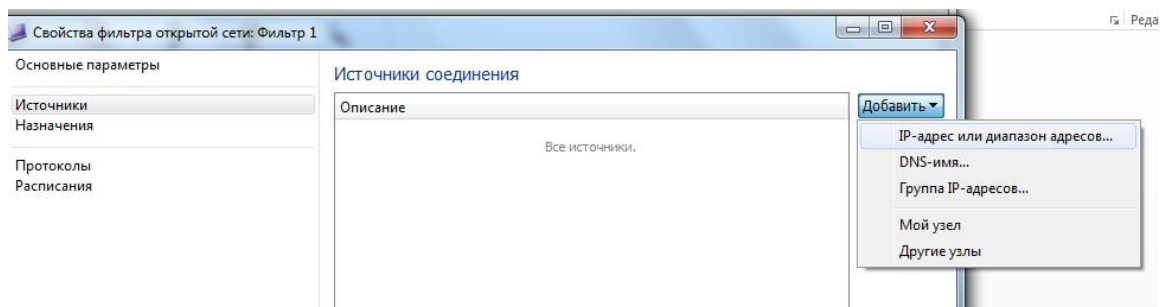 Свойства фильтра открытой сети: Фильтр 1
Реда
Основные параметры
Источники
Назначения
Протоколы
Расписания
Источники соединения
Описание
Все источники.
Добавить
IP-адрес или диапазон адресов...
DNS-имя...
Группа IP-адресов...
Мой узел
Другие узлы